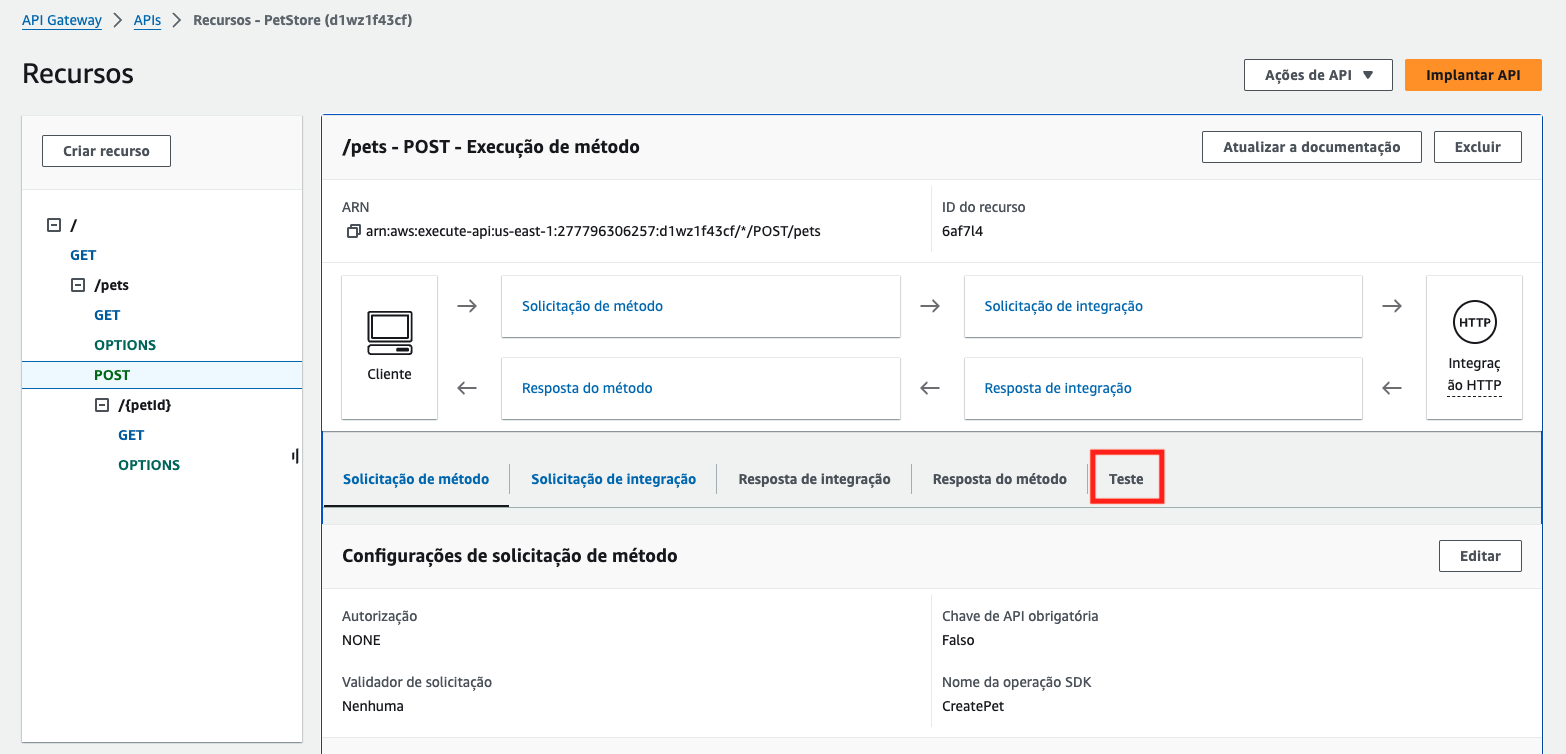 API Gateway > APIs > Recursos - PetStore (d1wz1f43cf)
Recursos
Ações de API ▼
Implantar API
Criar recurso
/
GET
/pets
GET
OPTIONS
POST
/{petId}
GET
OPTIONS
/pets - POST - Execução de método
Atualizar a documentação
Excluir
ARN
arn:aws:execute-api:us-east-1:277796306257:d1wz1f43cf/*/POST/pets
ID do recurso
6af7l4
Cliente
Solicitação de método
Solicitação de integração
Resposta do método
Resposta de integração
HTTP
Integraç
ão HTTP
Solicitação de método
Solicitação de integração
Resposta de integração
Resposta do método
Teste
Configurações de solicitação de método
Editar
Autorização
NONE
Chave de API obrigatória
Falso
Validador de solicitação
Nenhuma
Nome da operação SDK
CreatePet